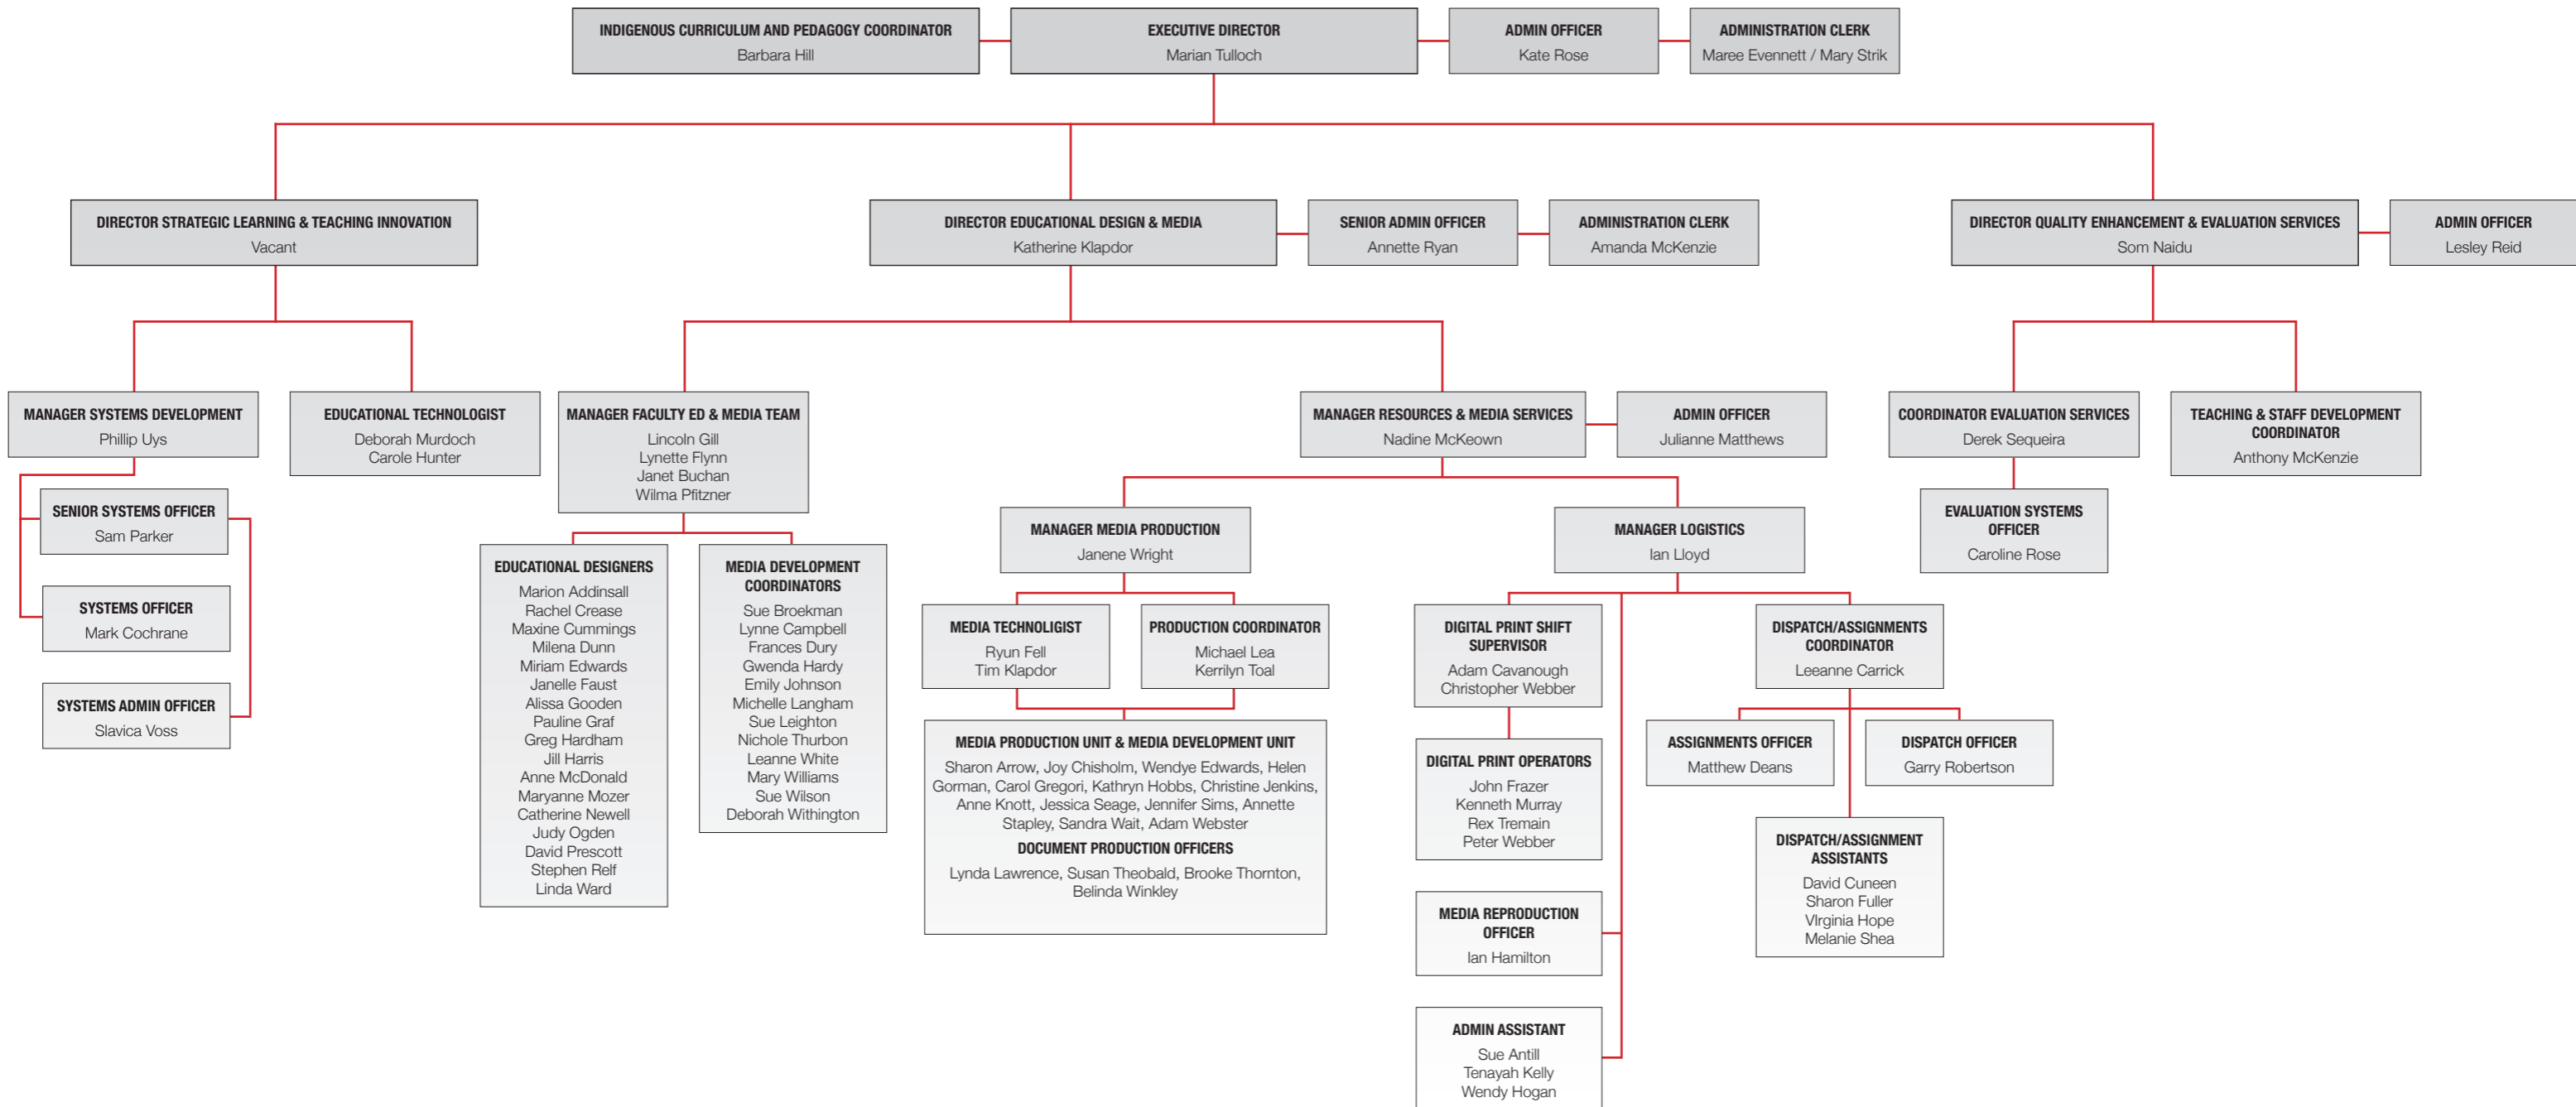 INDIGENOUS CURRICULUM AND PEDAGOGY COORDINATOR
Barbara Hill
EXECUTIVE DIRECTOR
Marian Tulloch
ADMIN OFFICER
Kate Rose
ADMINISTRATION CLERK
Maree Evennett / Mary Strik
DIRECTOR STRATEGIC LEARNING & TEACHING INNOVATION
Vacant
DIRECTOR EDUCATIONAL DESIGN & MEDIA
Katherine Klapdor
SENIOR ADMIN OFFICER
Annette Ryan
ADMINISTRATION CLERK
Amanda McKenzie
DIRECTOR QUALITY ENHANCEMENT & EVALUATION SERVICES
Som Naidu
ADMIN OFFICER
Lesley Reid
MANAGER SYSTEMS DEVELOPMENT
Phillip Uys
EDUCATIONAL TECHNOLOGIST
Deborah Murdoch
Carole Hunter
MANAGER FACULTY ED & MEDIA TEAM
Lincoln Gill
Lynette Flynn
Janet Buchan
Wilma Pfitzner
MANAGER RESOURCES & MEDIA SERVICES
Nadine McKeown
ADMIN OFFICER
Julianne Matthews
COORDINATOR EVALUATION SERVICES
Derek Sequeira
TEACHING & STAFF DEVELOPMENT
COORDINATOR
Anthony McKenzie
SENIOR SYSTEMS OFFICER
Sam Parker
SYSTEMS OFFICER
Mark Cochrane
SYSTEMS ADMIN OFFICER
Slavica Voss
EDUCATIONAL DESIGNERS
Marion Addinsall
Rachel Crease
Maxine Cummings
Milena Dunn
Miriam Edwards
Janelle Faust
Alissa Gooden
Pauline Graf
Greg Hardham
Jill Harris
Anne McDonald
Maryanne Mozer
Catherine Newell
Judy Ogden
David Prescott
Stephen Relf
Linda Ward
MEDIA DEVELOPMENT
COORDINATORS
Sue Broekman
Lynne Campbell
Frances Dury
Gwenda Hardy
Emily Johnson
Michelle Langham
Sue Leighton
Nichole Thurbon
Leanne White
Mary Williams
Sue Wilson
Deborah Withington
MANAGER MEDIA PRODUCTION
Janene Wright
MEDIA TECHNOLIGIST
Ryun Fell
Tim Klapdor
PRODUCTION COORDINATOR
Michael Lea
Kerrilyn Toal
MEDIA PRODUCTION UNIT & MEDIA DEVELOPMENT UNIT
Sharon Arrow, Joy Chisholm, Wendye Edwards, Helen
Gorman, Carol Gregori, Kathryn Hobbs, Christine Jenkins,
Anne Knott, Jessica Seage, Jennifer Sims, Annette
Stapley, Sandra Wait, Adam Webster
DOCUMENT PRODUCTION OFFICERS
Lynda Lawrence, Susan Theobald, Brooke Thornton,
Belinda Winkley
MANAGER LOGISTICS
Ian Lloyd
DIGITAL PRINT SHIFT
SUPERVISOR
Adam Cavanough
Christopher Webber
DIGITAL PRINT OPERATORS
John Frazer
Kenneth Murray
Rex Tremain
Peter Webber
MEDIA REPRODUCTION
OFFICER
Ian Hamilton
ADMIN ASSISTANT
Sue Antill
Tenayah Kelly
Wendy Hogan
DISPATCH/ASSIGNMENTS
COORDINATOR
Leeanne Carrick
ASSIGNMENTS OFFICER
Matthew Deans
DISPATCH OFFICER
Garry Robertson
DISPATCH/ASSIGNMENT
ASSISTANTS
David Cuneen
Sharon Fuller
VIrginia Hope
Melanie Shea
EVALUATION SYSTEMS
OFFICER
Caroline Rose